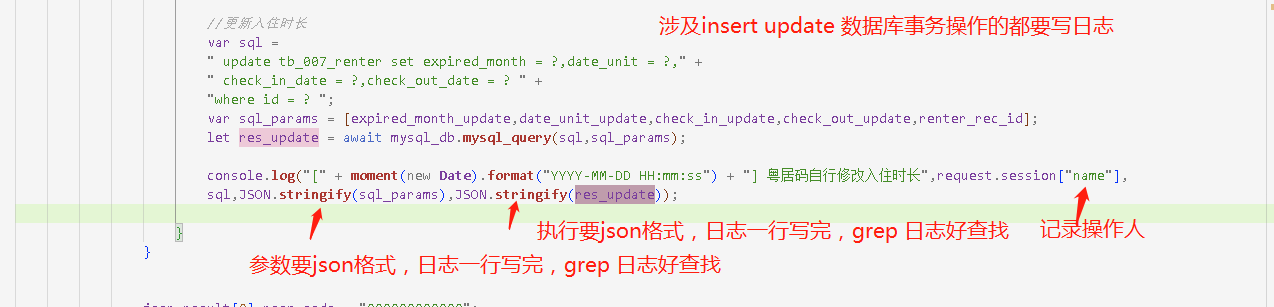 //更新入住时长
涉及insert update 数据库事务操作的都要写日志
var sql =
" update tb_007_renter set expired_month = ?,date_unit = ?," +
" check_in_date = ?,check_out_date = ? " +
"where id = ? ";
var sql_params = [expired_month_update,date_unit_update,check_in_update,check_out_update,renter_rec_id];
let res_update = await mysql_db.mysql_query(sql,sql_params);
console.log("[" + moment(new Date).format("YYYY-MM-DD HH:mm:ss") + "] 粤居码自行修改入住时长",request.session["name"],
sql,JSON.stringify(sql_params),JSON.stringify(res_update));
执行要json格式，日志一行写完，grep 日志好查找
记录操作人
}
}
参数要json格式，日志一行写完，grep 日志好查找